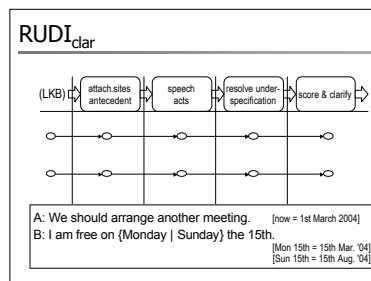 RUDIclar
(LKB)
attach.sites
antecedent
speech
acts
resolve under-
specification
score & clarify
A: We should arrange another meeting. [now = 1st March 2004]
B: I am free on {Monday | Sunday} the 15th.
[Mon 15th = 15th Mar. '04]
[Sun 15th = 15th Aug. '04]